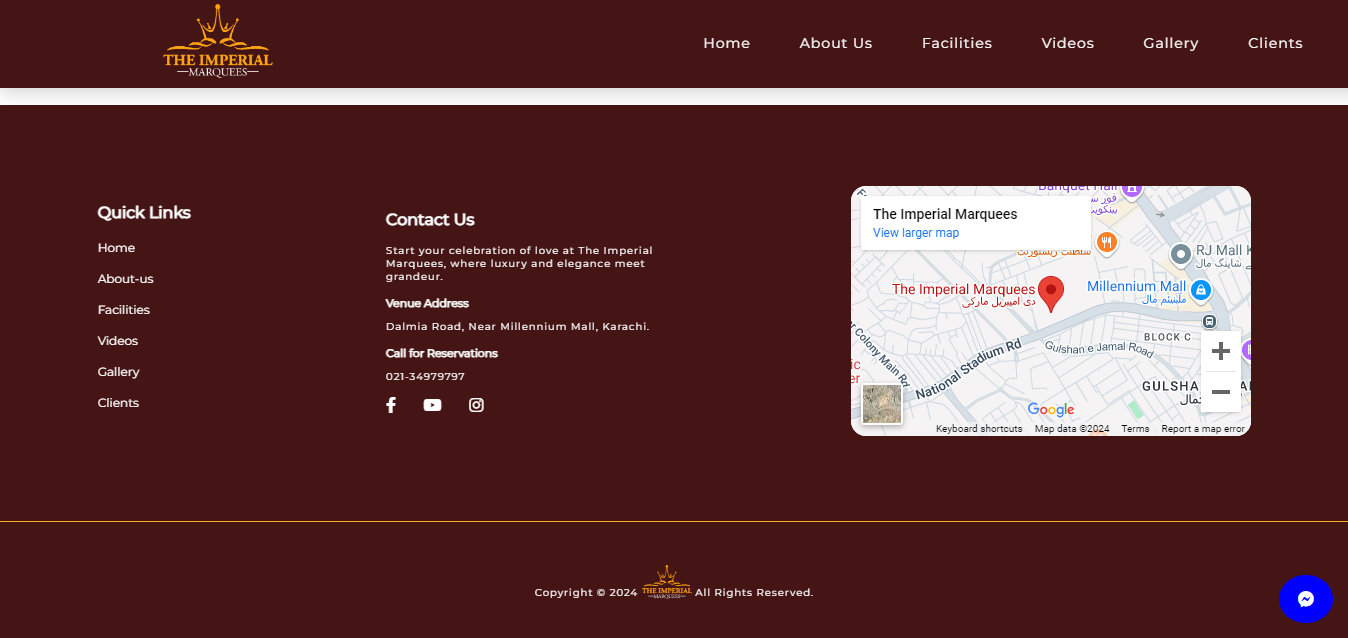 THE IMPERIAL
MARQUEES
Home About Us Facilities Videos Gallery Clients
Quick Links
Home
About-us
Facilities
Videos
Gallery
Clients
Contact Us
Start your celebration of love at The Imperial
Marquees, where luxury and elegance meet
grandeur.
Venue Address
Dalmia Road, Near Millennium Mall, Karachi.
Call for Reservations
021-34979797
Banquet Hall
The Imperial Marquees
View larger map
سلطنت ریسٹورنٹ
RJ Mall
شاپنگ مال
The Imperial Marquees
دی امپیریل مارکی
Millennium Mall
ملینیئم مال
BLOCK C
Gulshan e Jamal Road
National Stadium Rd
Colony Main Rd
GULSHA
Google
Keyboard shortcuts Map data ©2024 Terms Report a map error
Copyright © 2024 THE IMPERIAL MARQUEES All Rights Reserved.